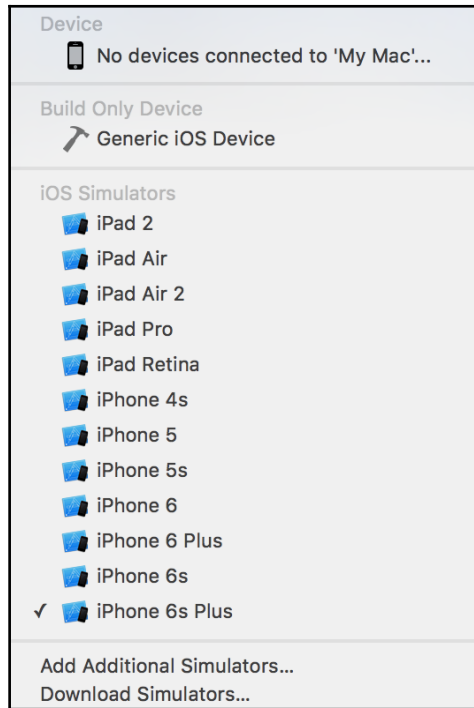 Device
No devices connected to 'My Mac'...
Build Only Device
Generic iOS Device
iOS Simulators
iPad 2
iPad Air
iPad Air 2
iPad Pro
iPad Retina
iPhone 4s
iPhone 5
iPhone 5s
iPhone 6
iPhone 6 Plus
iPhone 6s
✓ iPhone 6s Plus
Add Additional Simulators...
Download Simulators...